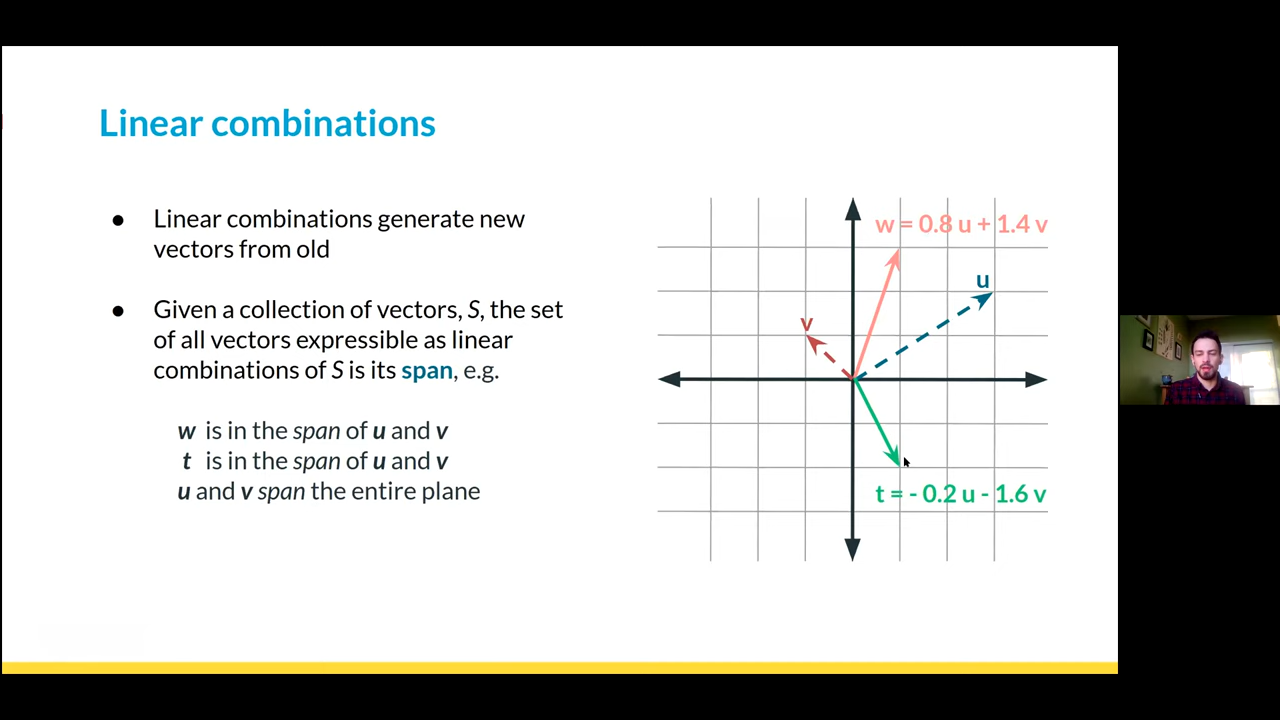 Linear combinations
● Linear combinations generate new
vectors from old
● Given a collection of vectors, S, the set
of all vectors expressible as linear
combinations of S is its span, e.g.
w is in the span of u and v
t is in the span of u and v
u and v span the entire plane
w = 0.8 u + 1.4 v
u
v
t = - 0.2 u - 1.6 v